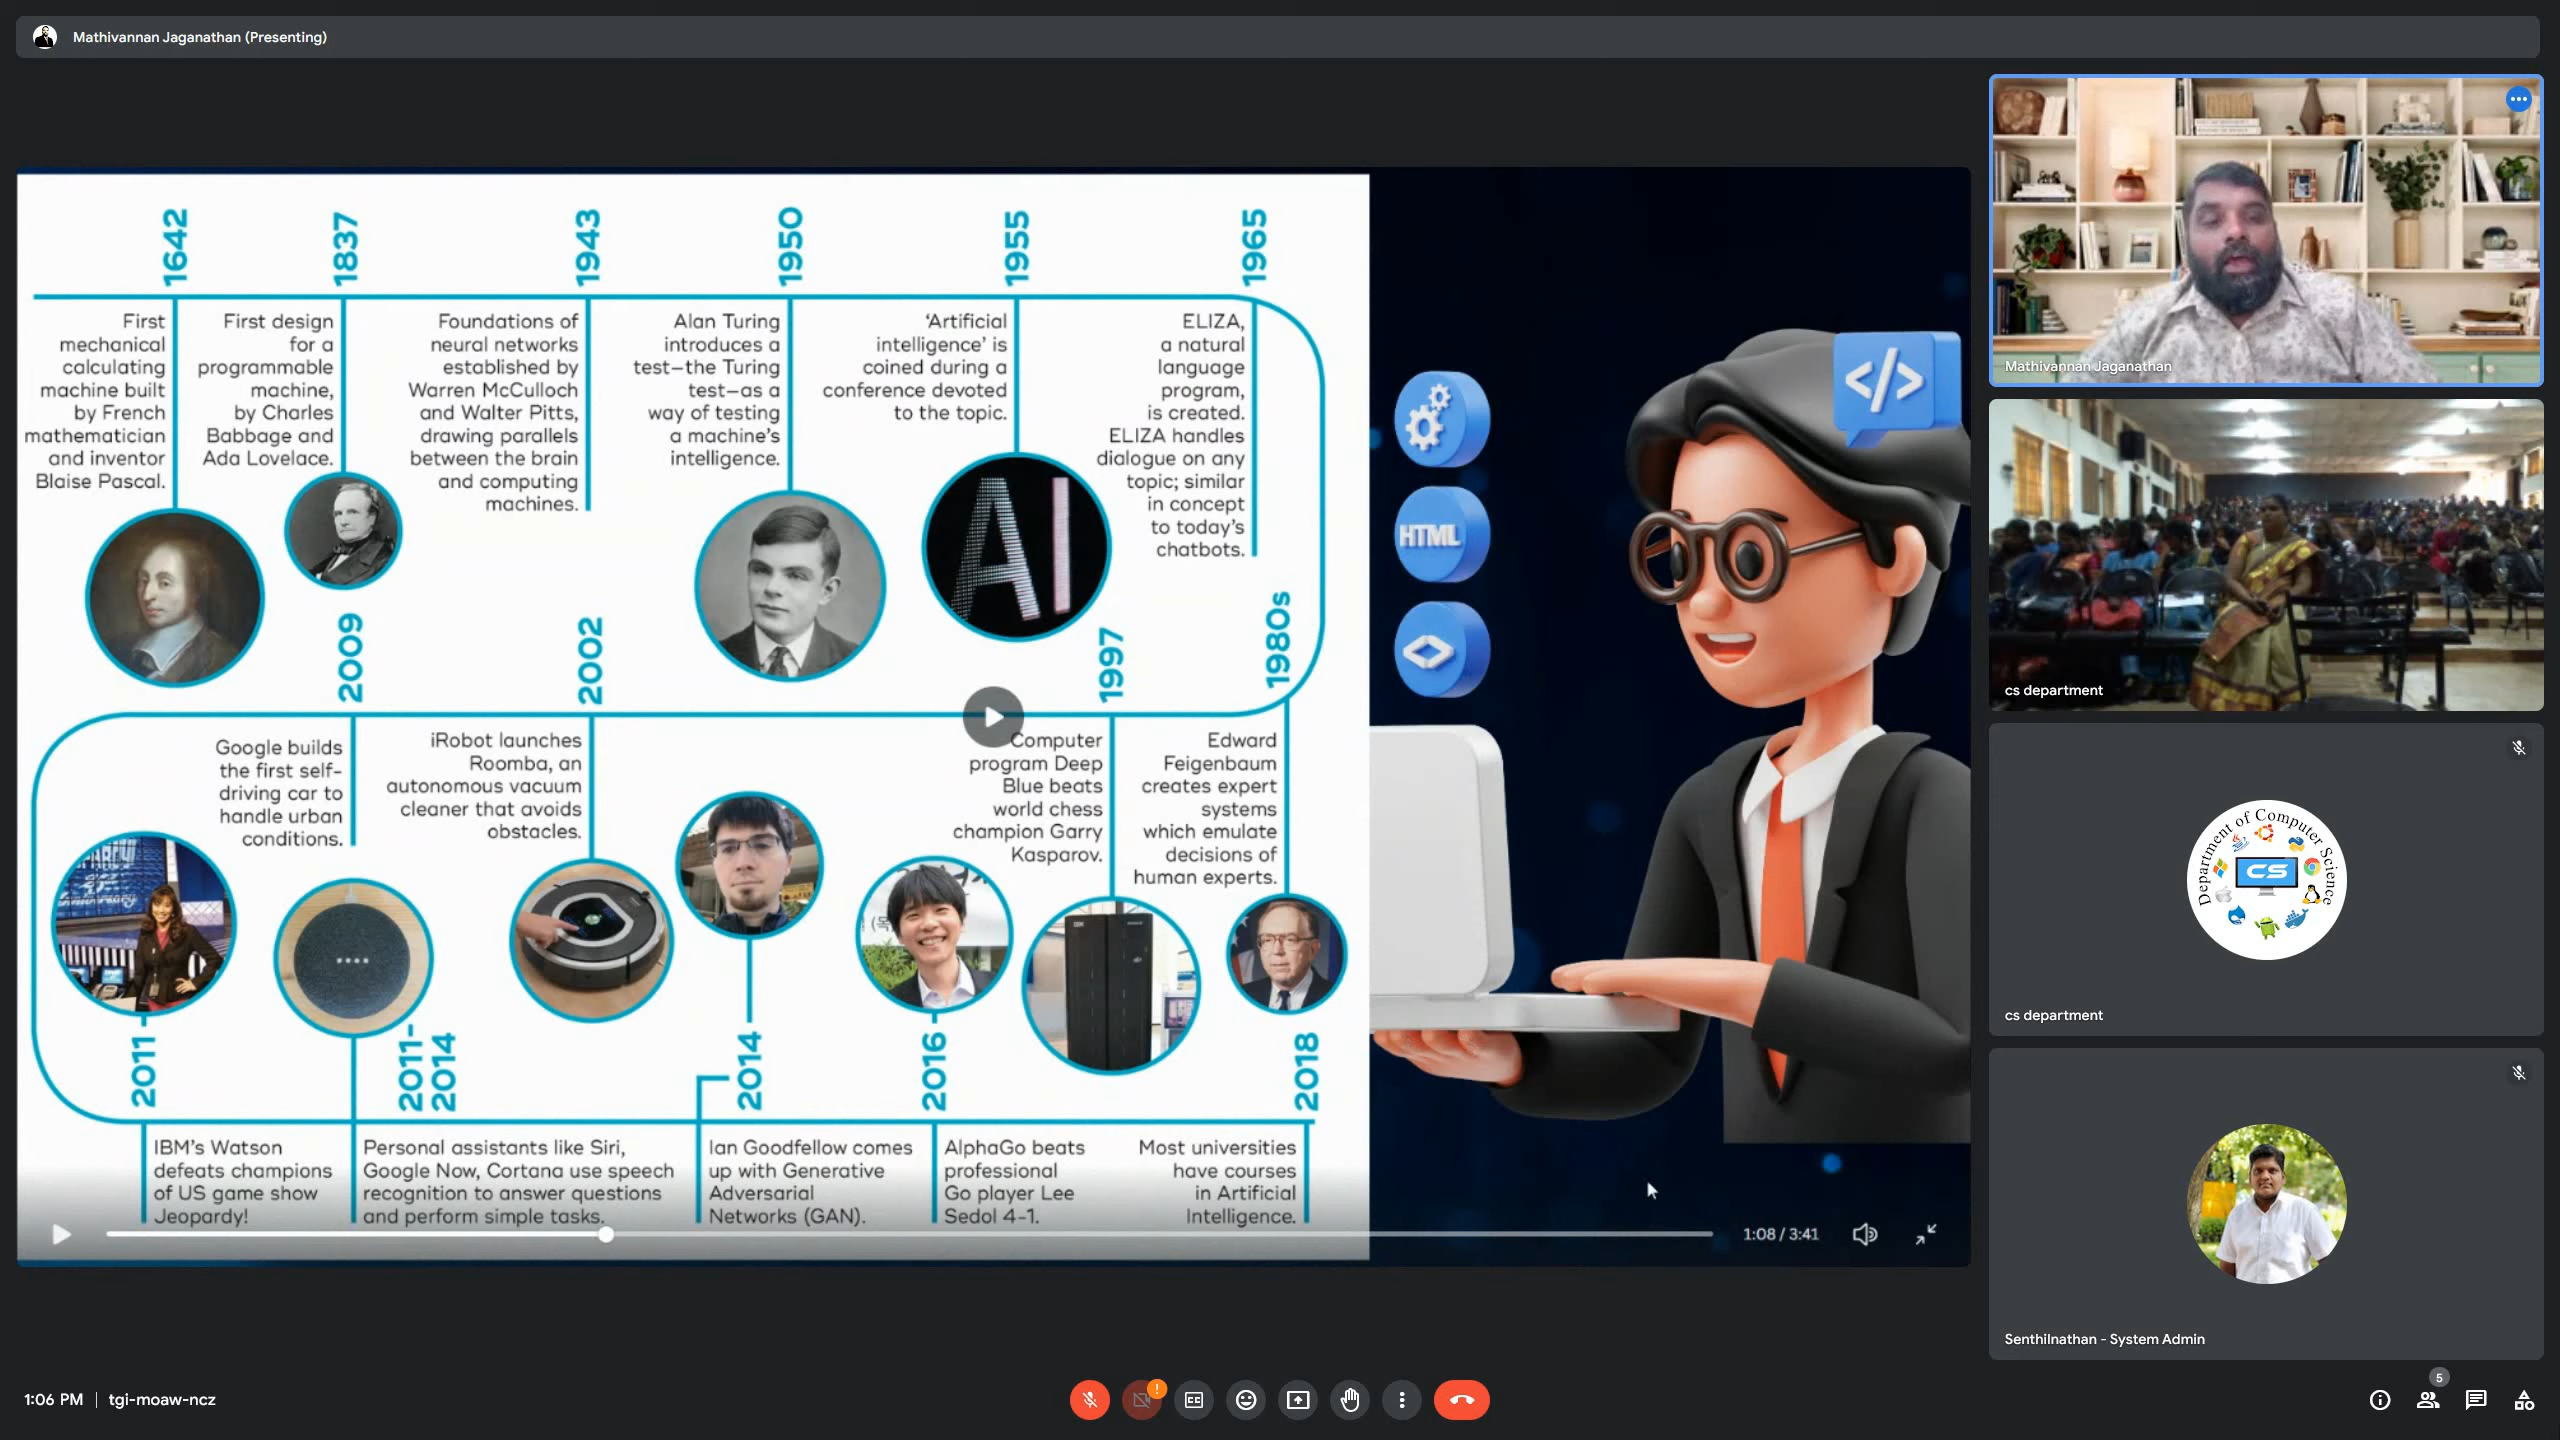 Mathivannan Jaganathan (Presenting)
1642
First
mechanical
calculating
machine built
by French
mathematician
and inventor
Blaise Pascal.
1837
First design
for a
programmable
machine,
by Charles
Babbage and
Ada Lovelace.
1943
Foundations of
neural networks
established by
Warren McCulloch
and Walter Pitts,
drawing parallels
between the brain
and computing
machines.
1950
Alan Turing
introduces a
test—the Turing
test—as a
way of testing
a machine's
intelligence.
1955
'Artificial
intelligence' is
coined during a
conference devoted
to the topic.
AI
1965
ELIZA,
a natural
language
program,
is created.
ELIZA handles
dialogue on any
topic; similar
in concept
to today's
chatbots.
1980s
Edward
Feigenbaum
creates expert
systems
which emulate
decisions of
human experts.
1997
Computer
program Deep
Blue beats
world chess
champion Garry
Kasparov.
2002
iRobot launches
Roomba, an
autonomous vacuum
cleaner that avoids
obstacles.
2009
Google builds
the first self-
driving car to
handle urban
conditions.
2011
IBM's Watson
defeats champions
of US game show
Jeopardy!
2011-
2014
Personal assistants like Siri,
Google Now, Cortana use speech
recognition to answer questions
and perform simple tasks.
2014
Ian Goodfellow comes
up with Generative
Adversarial
Networks (GAN).
2016
AlphaGo beats
professional
Go player Lee
Sedol 4-1.
2018
Most universities
have courses
in Artificial
Intelligence.
</>
HTML
<>
1:08 / 3:41
Mathivannan Jaganathan
cs department
Department of Computer Science
CS
cs department
Senthilnathan - System Admin
1:06 PM | tgi-moaw-ncz
5